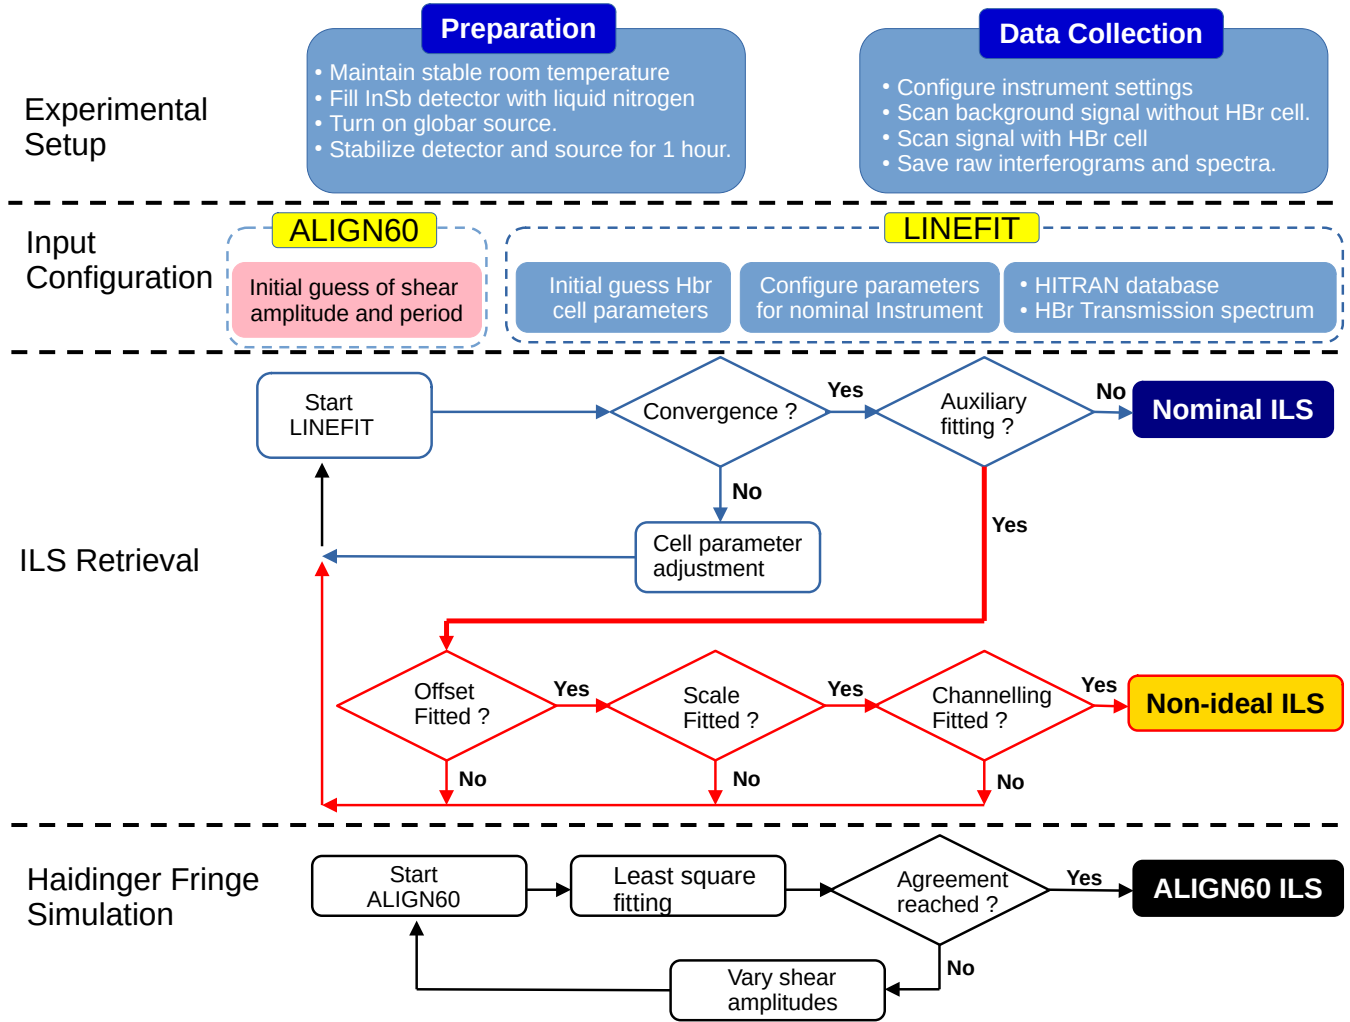 Preparation
Data Collection
Experimental
Setup
• Maintain stable room temperature
• Fill InSb detector with liquid nitrogen
• Turn on globar source.
• Stabilize detector and source for 1 hour.
• Configure instrument settings
• Scan background signal without HBr cell.
• Scan signal with HBr cell
• Save raw interferograms and spectra.
Input
Configuration
ALIGN60
Initial guess of shear
amplitude and period
LINEFIT
Initial guess Hbr
cell parameters
Configure parameters
for nominal Instrument
• HITRAN database
• HBr Transmission spectrum
ILS Retrieval
Start
LINEFIT
Convergence ?
Yes
Auxiliary
fitting ?
No
Nominal ILS
No
Yes
Cell parameter
adjustment
Offset
Fitted ?
Yes
Scale
Fitted ?
Yes
Channelling
Fitted ?
Yes
Non-ideal ILS
No
No
No
Haidinger Fringe
Simulation
Start
ALIGN60
Least square
fitting
Agreement
reached ?
Yes
ALIGN60 ILS
No
Vary shear
amplitudes